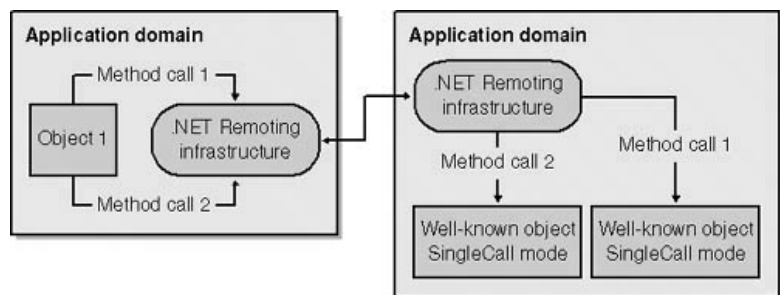 Application domain
Method call 1
Object 1
.NET Remoting
infrastructure
Method call 2
Application domain
.NET Remoting
infrastructure
Method call 2
Method call 1
Well-known object
SingleCall mode
Well-known object
SingleCall mode